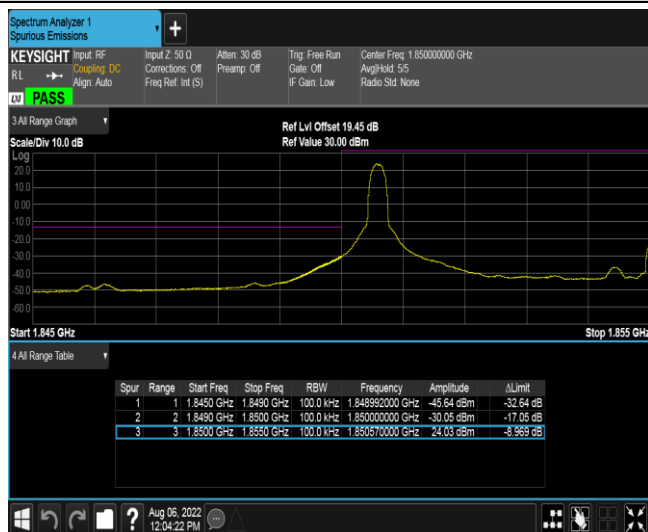 Spectrum Analyzer 1
Spurious Emissions
+
KEYSIGHT Input: RF Input Z: 50 Ω Atten: 30 dB Trig: Free Run Center Freq: 1.850000000 GHz
RL Coupling: DC Corrections: Off Preamp: Off Gate: Off Avg|Hold: 5/5
Align: Auto Freq Ref: Int (S) IF Gain: Low Radio Std: None
LXI PASS
3 All Range Graph
Ref Lvl Offset 19.45 dB
Scale/Div 10.0 dB Ref Value 30.00 dBm
Log
20.0
10.0
0.00
-10.0
-20.0
-30.0
-40.0
-50.0
-60.0
Start 1.845 GHz Stop 1.855 GHz
4 All Range Table
Spur Range Start Freq Stop Freq RBW Frequency Amplitude ΔLimit
1 1 1.8450 GHz 1.8490 GHz 100.0 kHz 1.848992000 GHz -45.64 dBm -32.64 dB
2 2 1.8490 GHz 1.8500 GHz 100.0 kHz 1.850000000 GHz -30.05 dBm -17.05 dB
3 3 1.8500 GHz 1.8550 GHz 100.0 kHz 1.850570000 GHz 24.03 dBm -8.969 dB
? Aug 06, 2022
12:04:22 PM